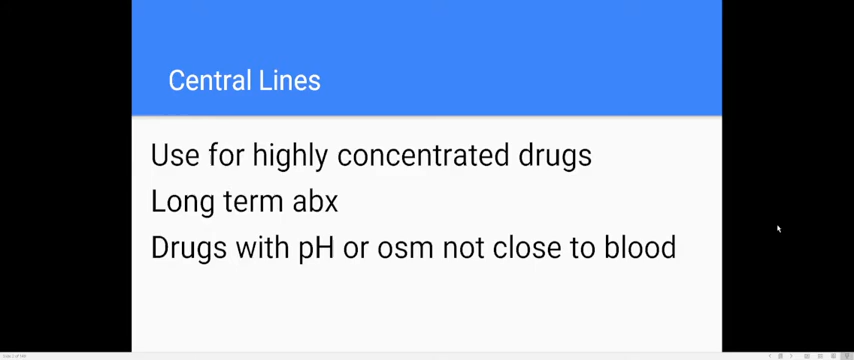 Central Lines
Use for highly concentrated drugs
Long term abx
Drugs with pH or osm not close to blood